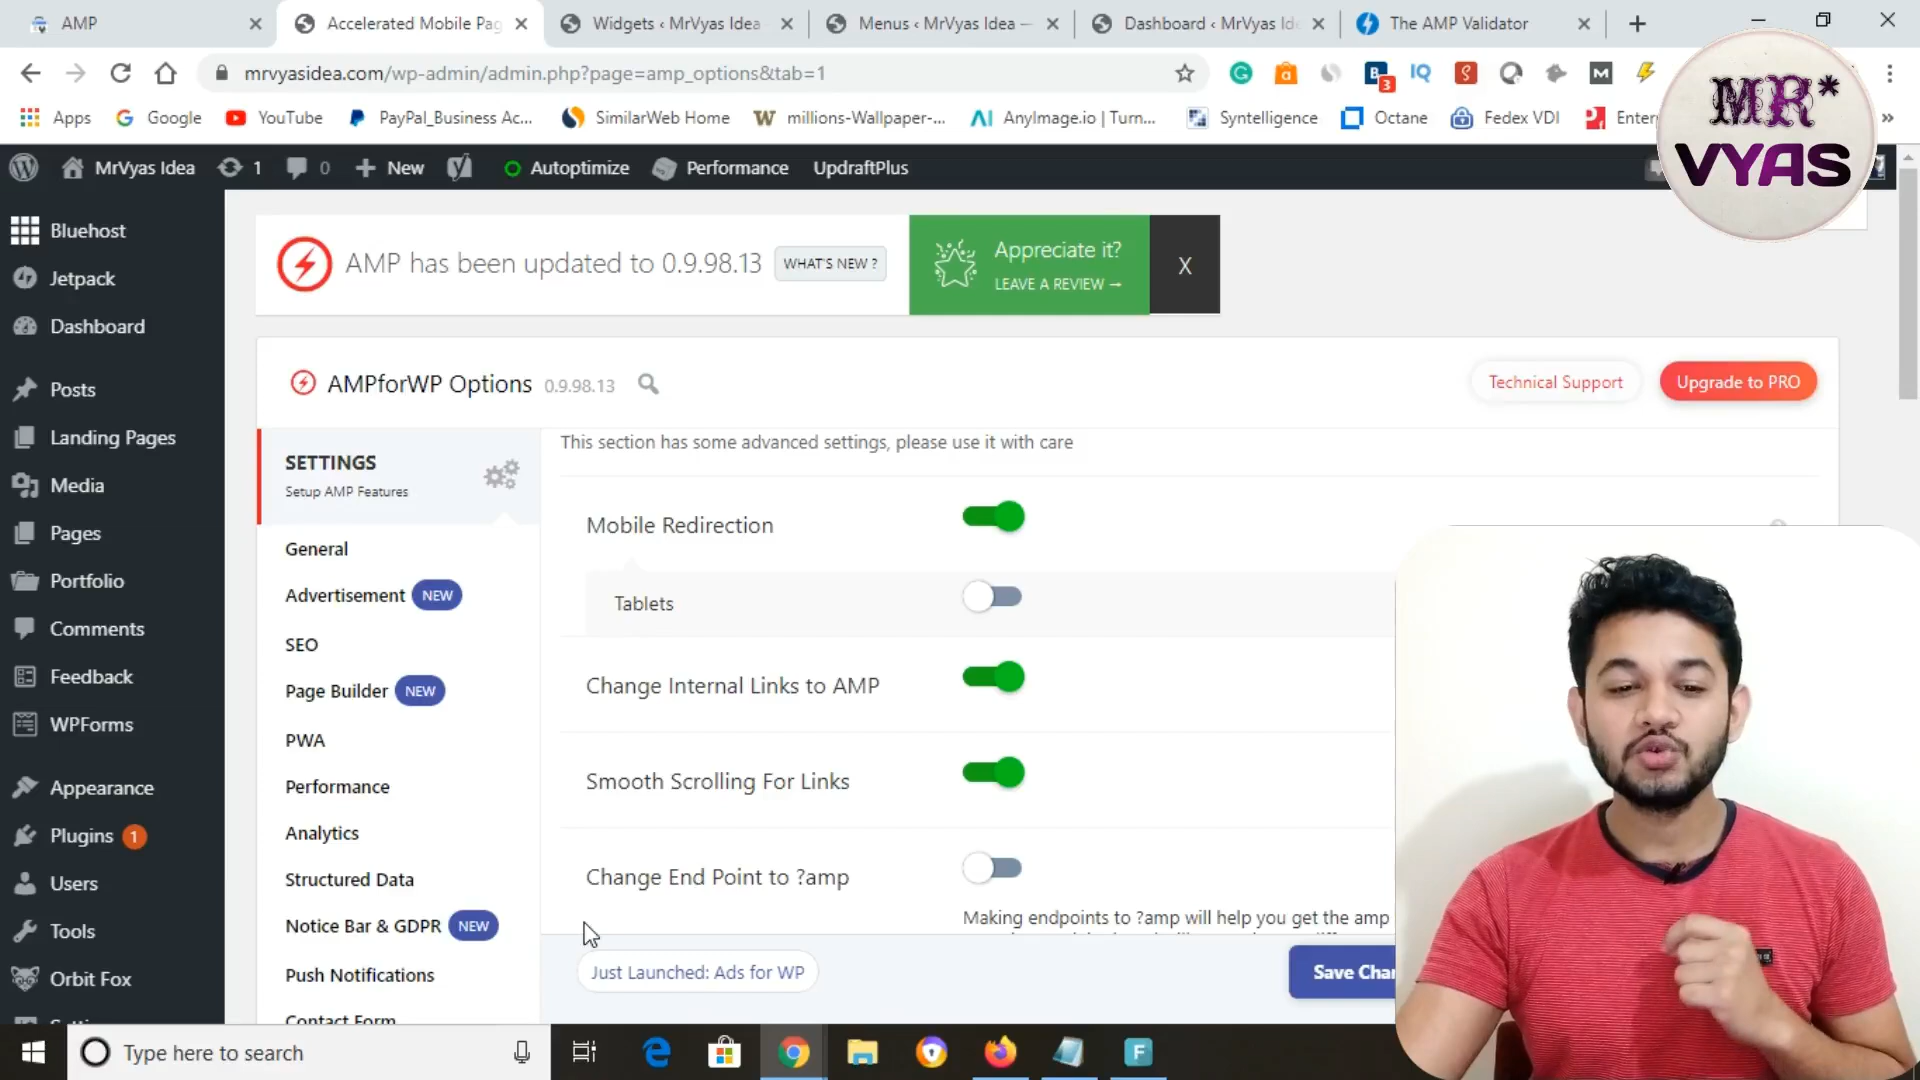 AMP
Accelerated Mobile Pag
Widgets ‹ MrVyas Idea
Menus ‹ MrVyas Idea —
Dashboard ‹ MrVyas Id
The AMP Validator
mrvyasidea.com/wp-admin/admin.php?page=amp_options&tab=1
3
IQ
M
Apps
Google
YouTube
PayPal_Business Ac...
SimilarWeb Home
millions-Wallpaper-...
AnyImage.io | Turn...
Syntelligence
Octane
Fedex VDI
Enter
»
MR*
VYAS
MrVyas Idea
1
0
New
Autoptimize
Performance
UpdraftPlus
Bluehost
Jetpack
Dashboard
Posts
Landing Pages
Media
Pages
Portfolio
Comments
Feedback
WPForms
Appearance
Plugins 1
Users
Tools
Orbit Fox
AMP has been updated to 0.9.98.13
WHAT'S NEW ?
Appreciate it?
LEAVE A REVIEW →
X
AMPforWP Options 0.9.98.13
Technical Support
Upgrade to PRO
SETTINGS
Setup AMP Features
General
Advertisement NEW
SEO
Page Builder NEW
PWA
Performance
Analytics
Structured Data
Notice Bar & GDPR NEW
Push Notifications
Contact Form
This section has some advanced settings, please use it with care
Mobile Redirection
Tablets
Change Internal Links to AMP
Smooth Scrolling For Links
Change End Point to ?amp
Making endpoints to ?amp will help you get the amp
Just Launched: Ads for WP
Save Chan
Type here to search
F